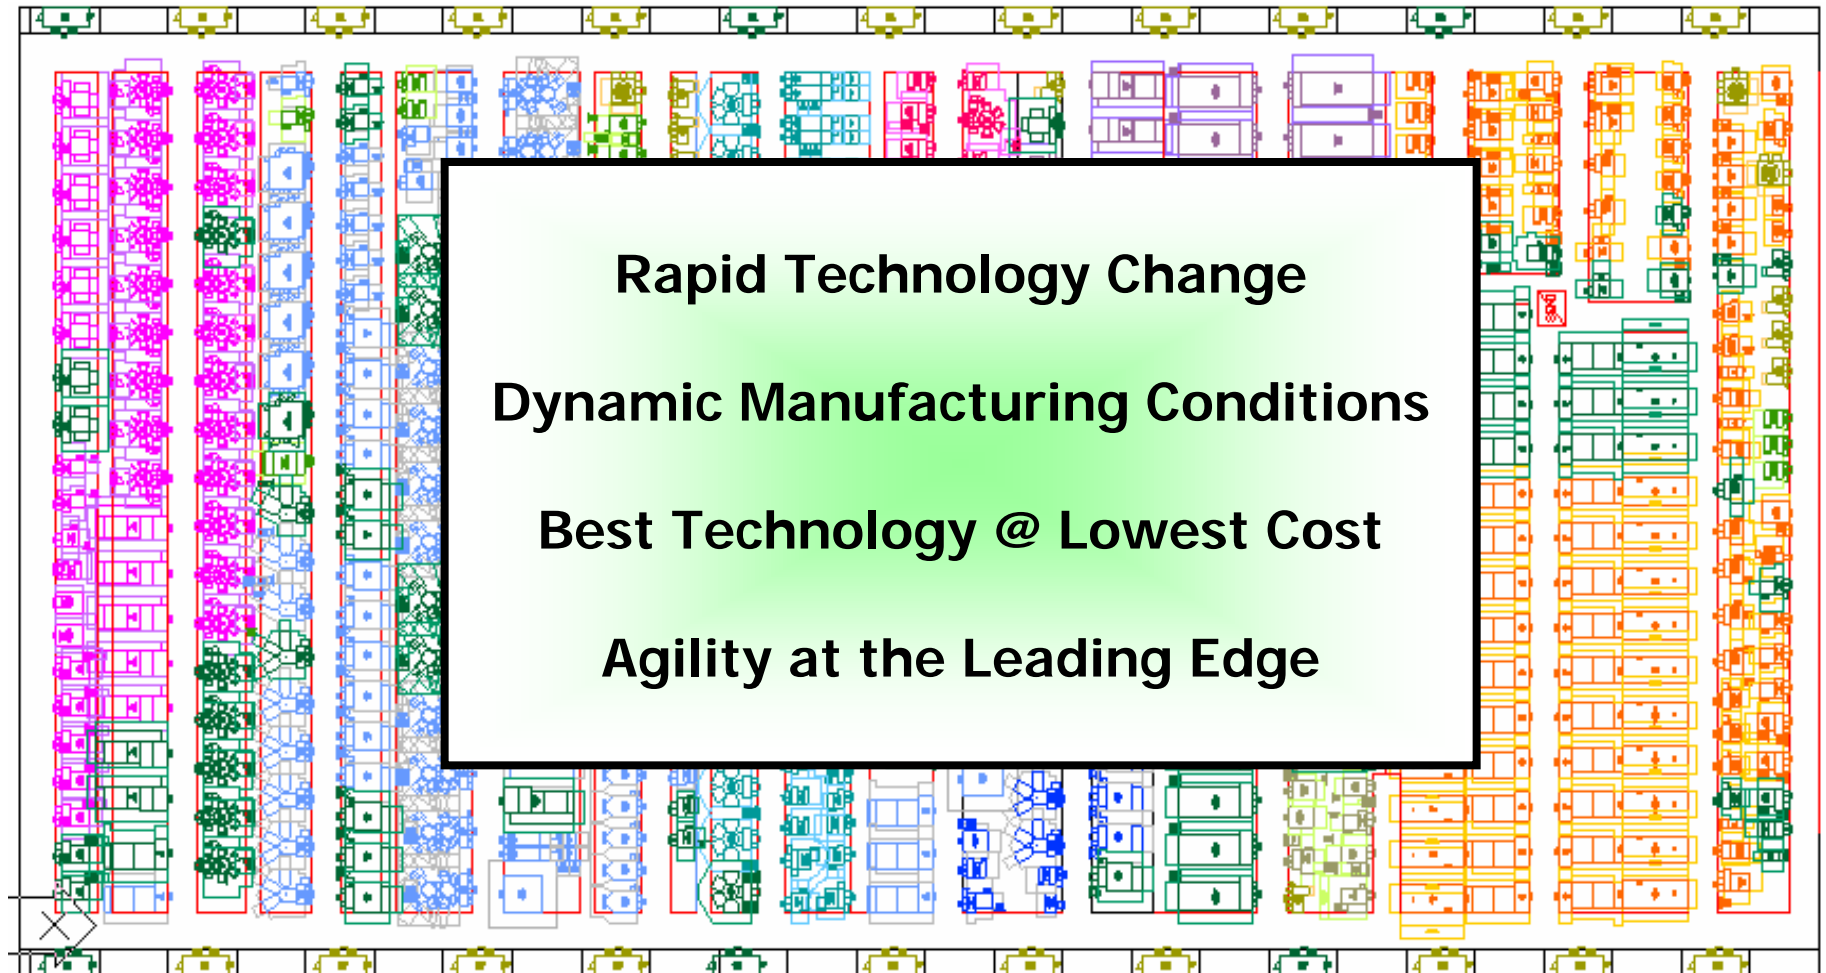 Rapid Technology Change
Dynamic Manufacturing Conditions
Best Technology @ Lowest Cost
Agility at the Leading Edge